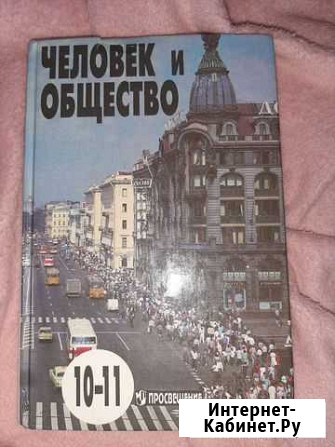 ЧЕЛОВЕК И
ОБЩЕСТВО
10-11
ПРОСВЕЩЕНИЕ
Интернет-
Кабинет.Ру